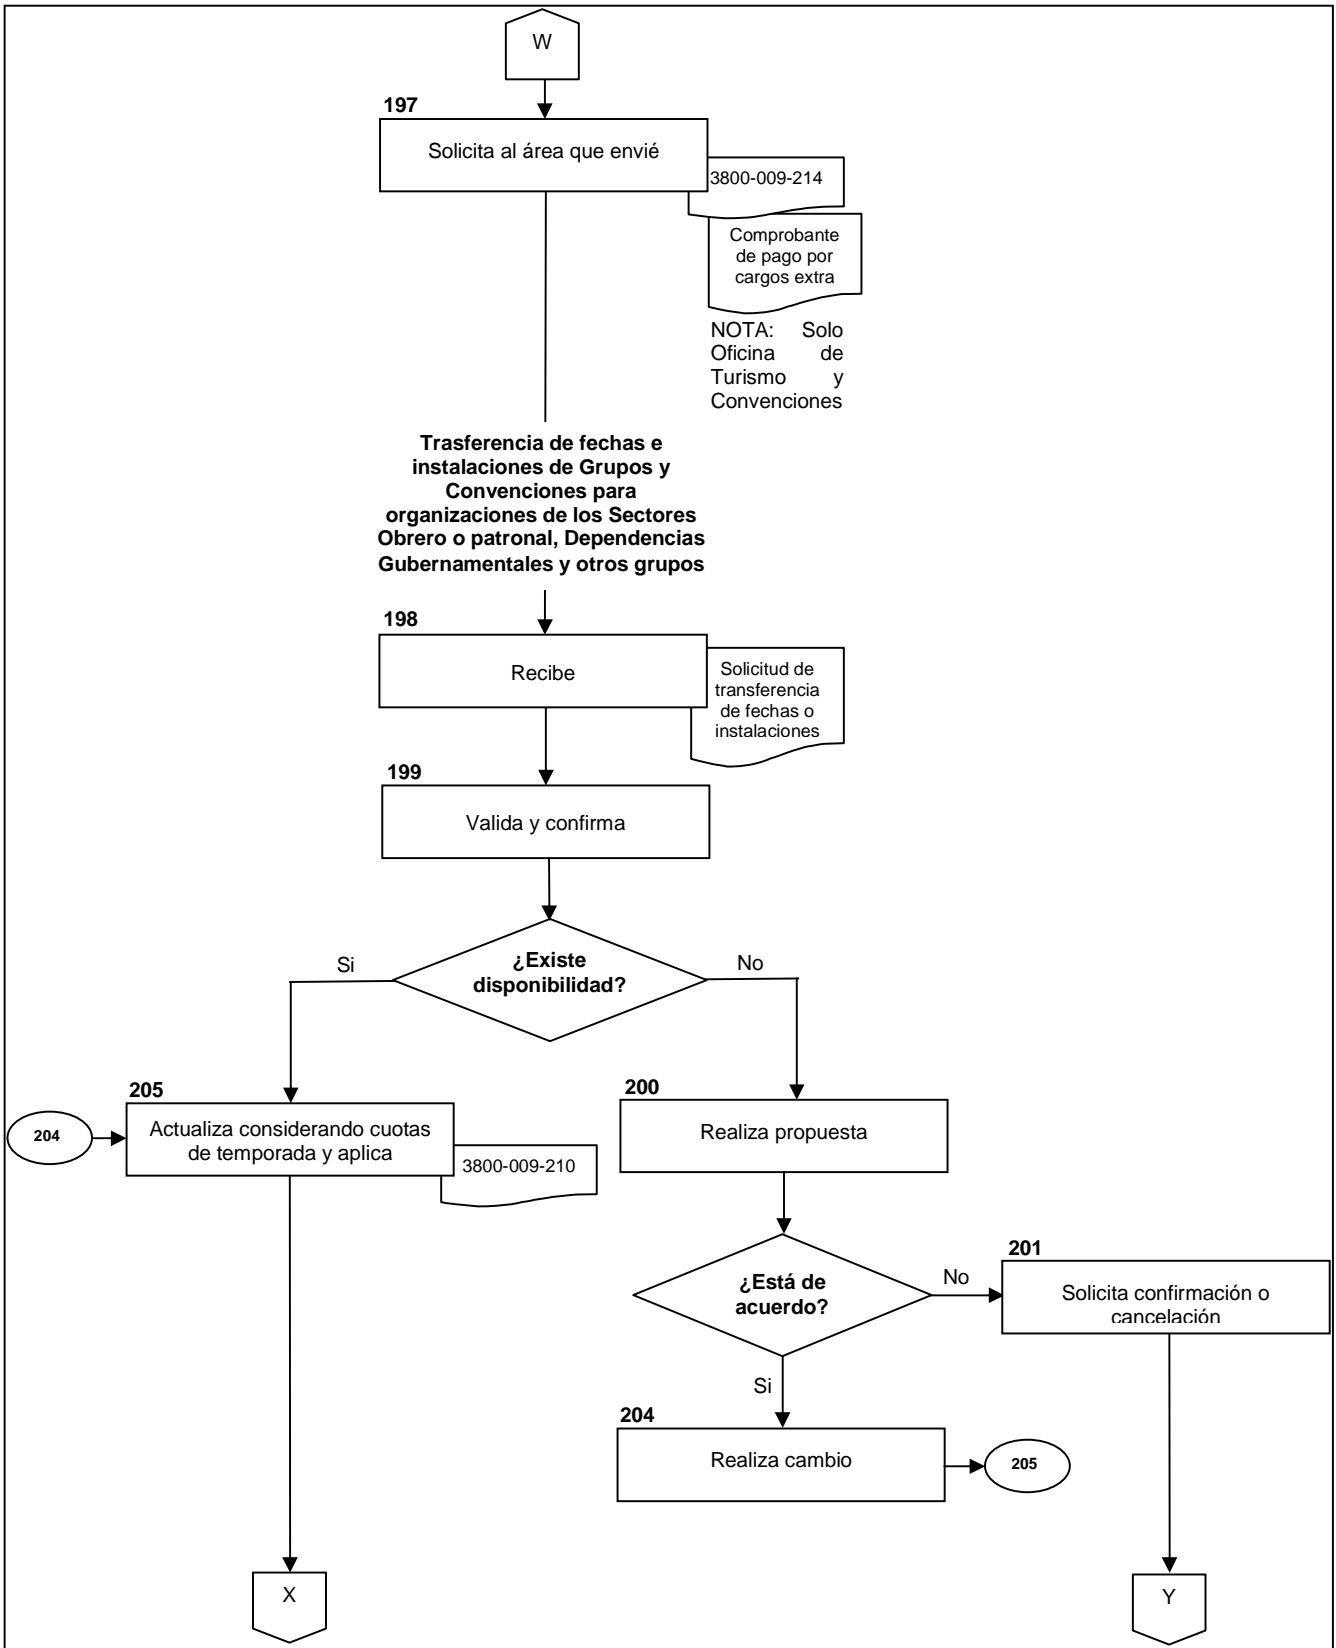 W
197
Solicita al área que envié
3800-009-214
Comprobante
de pago por
cargos extra
NOTA: Solo
Oficina de
Turismo y
Convenciones
Trasferencia de fechas e
instalaciones de Grupos y
Convenciones para
organizaciones de los Sectores
Obrero o patronal, Dependencias
Gubernamentales y otros grupos
198
Recibe
Solicitud de
transferencia
de fechas o
instalaciones
199
Valida y confirma
¿Existe
disponibilidad?
Si
No
205
204
Actualiza considerando cuotas
de temporada y aplica
3800-009-210
200
Realiza propuesta
¿Está de
acuerdo?
No
201
Solicita confirmación o
cancelación
Si
204
Realiza cambio
205
X
Y